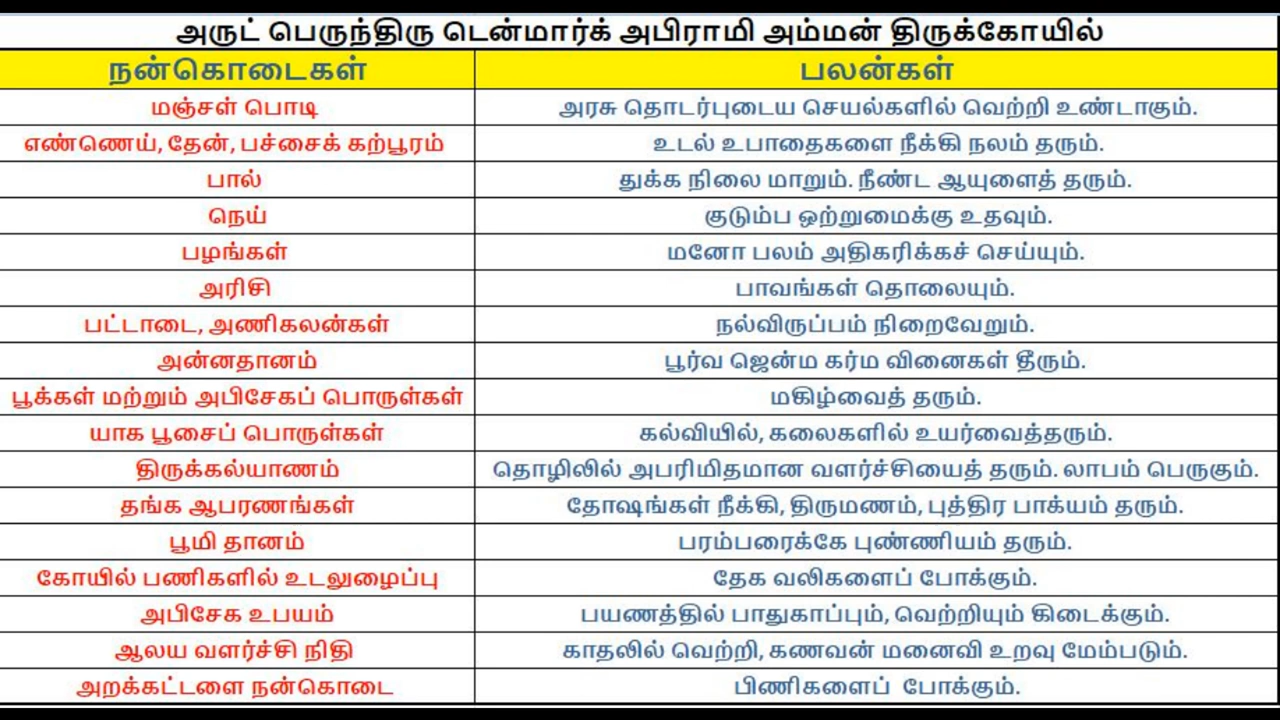 அருட் பெருந்திரு டென்மார்க் அபிராமி அம்மன் திருக்கோயில்
நன்கொடைகள் பலன்கள்
மஞ்சள் பொடி அரசு தொடர்புடைய செயல்களில் வெற்றி உண்டாகும்.
எண்ணெய், தேன், பச்சைக் கற்பூரம் உடல் உபாதைகளை நீக்கி நலம் தரும்.
பால் துக்க நிலை மாறும். நீண்ட ஆயுளைத் தரும்.
நெய் குடும்ப ஒற்றுமைக்கு உதவும்.
பழங்கள் மனோ பலம் அதிகரிக்கச் செய்யும்.
அரிசி பாவங்கள் தொலையும்.
பட்டாடை, அணிகலன்கள் நல்விருப்பம் நிறைவேறும்.
அன்னதானம் பூர்வ ஜென்ம கர்ம வினைகள் தீரும்.
பூக்கள் மற்றும் அபிசேகப் பொருள்கள் மகிழ்வைத் தரும்.
யாக பூசைப் பொருள்கள் கல்வியில், கலைகளில் உயர்வைத்தரும்.
திருக்கல்யாணம் தொழிலில் அபரிமிதமான வளர்ச்சியைத் தரும். லாபம் பெருகும்.
தங்க ஆபரணங்கள் தோஷங்கள் நீக்கி, திருமணம், புத்திர பாக்யம் தரும்.
பூமி தானம் பரம்பரைக்கே புண்ணியம் தரும்.
கோயில் பணிகளில் உடலுழைப்பு தேக வலிகளைப் போக்கும்.
அபிசேக உபயம் பயணத்தில் பாதுகாப்பும், வெற்றியும் கிடைக்கும்.
ஆலய வளர்ச்சி நிதி காதலில் வெற்றி, கணவன் மனைவி உறவு மேம்படும்.
அறக்கட்டளை நன்கொடை பிணிகளைப் போக்கும்.